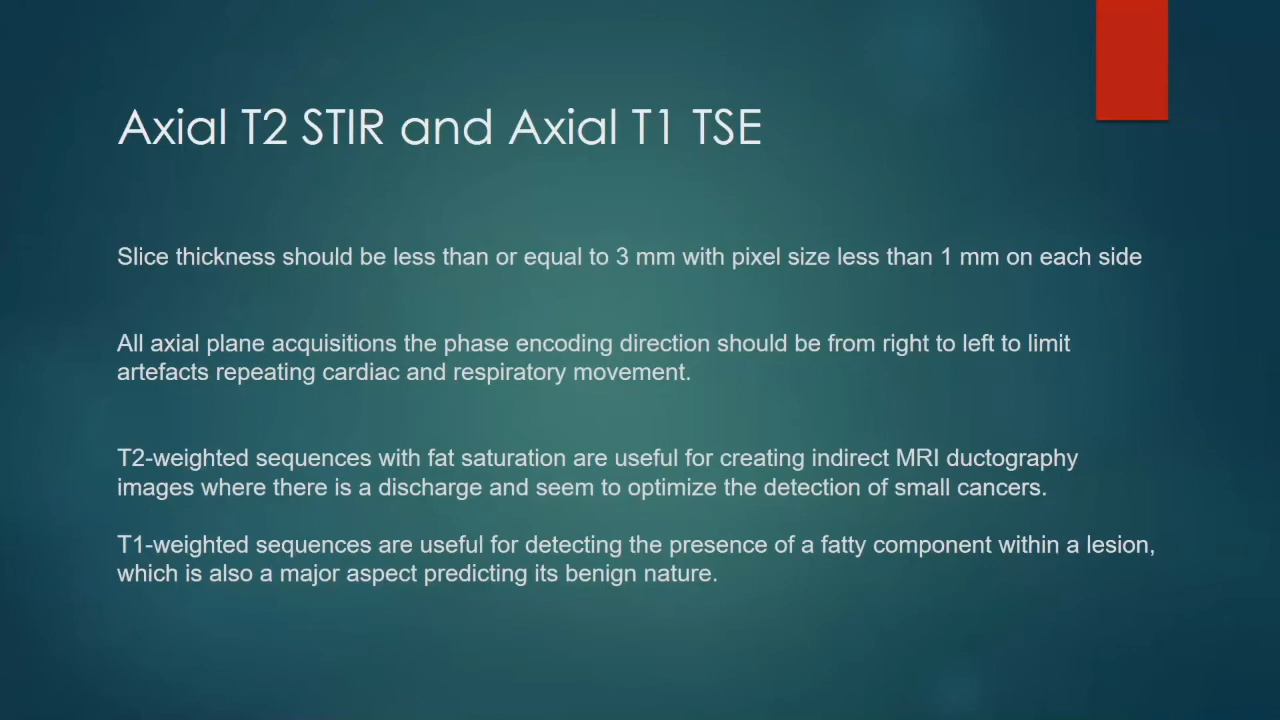 Axial T2 STIR and Axial T1 TSE
Slice thickness should be less than or equal to 3 mm with pixel size less than 1 mm on each side
All axial plane acquisitions the phase encoding direction should be from right to left to limit
artefacts repeating cardiac and respiratory movement.
T2-weighted sequences with fat saturation are useful for creating indirect MRI ductography
images where there is a discharge and seem to optimize the detection of small cancers.
T1-weighted sequences are useful for detecting the presence of a fatty component within a lesion,
which is also a major aspect predicting its benign nature.